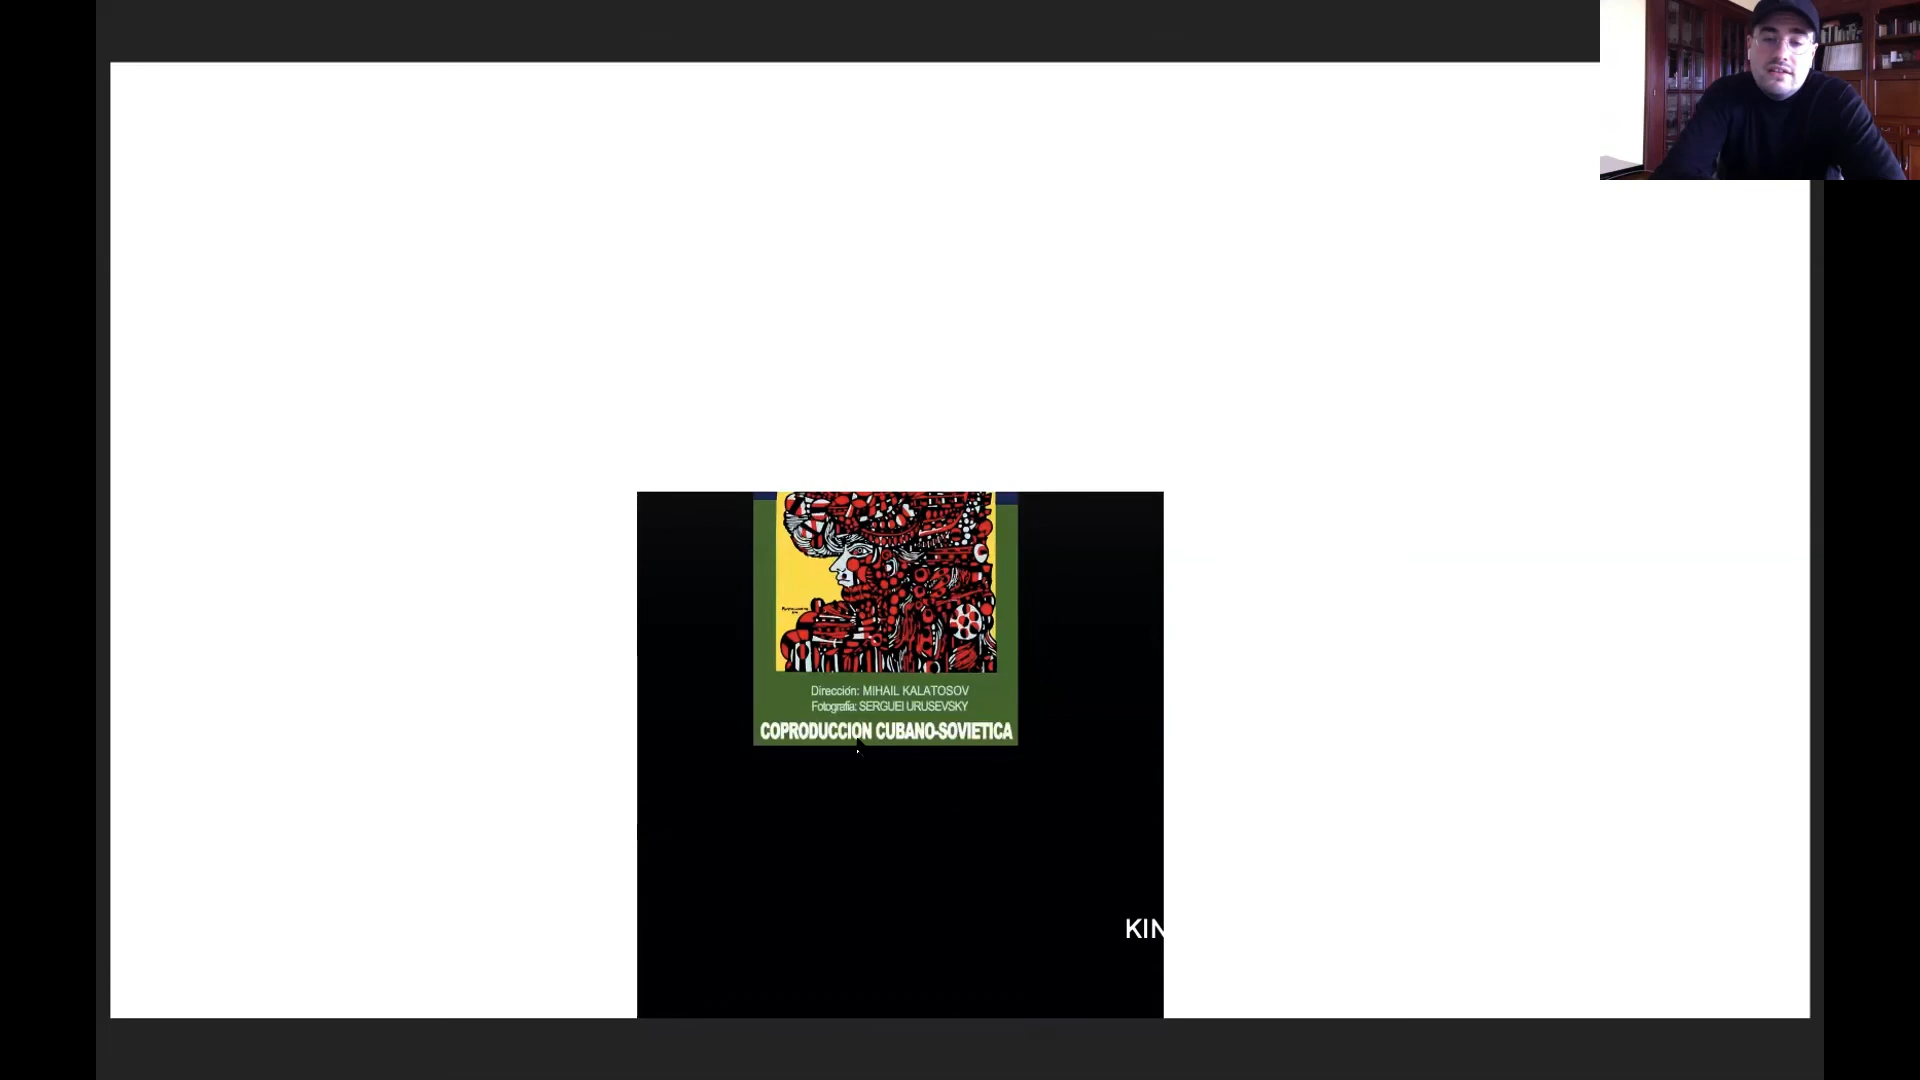 Dirección: MIHAIL KALATOSOV
Fotografía: SERGUEI URUSEVSKY
COPRODUCCION CUBANO-SOVIETICA
KIN